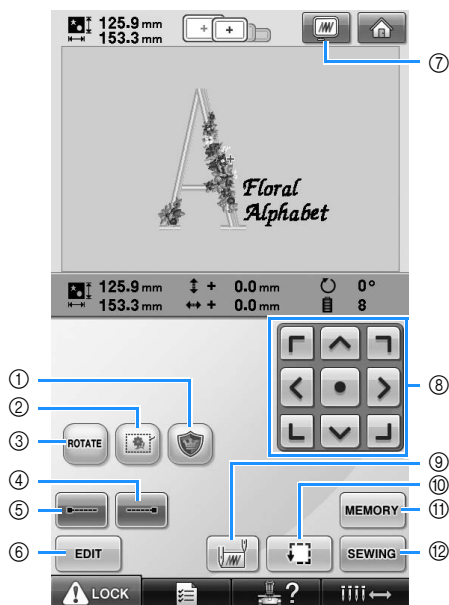 125.9 mm
153.3 mm
⑦
Floral
Alphabet
125.9 mm + 0.0 mm 0°
153.3 mm + 0.0 mm 8
①
②
③ ROTATE
④
⑤
⑥ EDIT
⑧
⑨
⑩
MEMORY ⑪
SEWING ⑫
LOCK ?